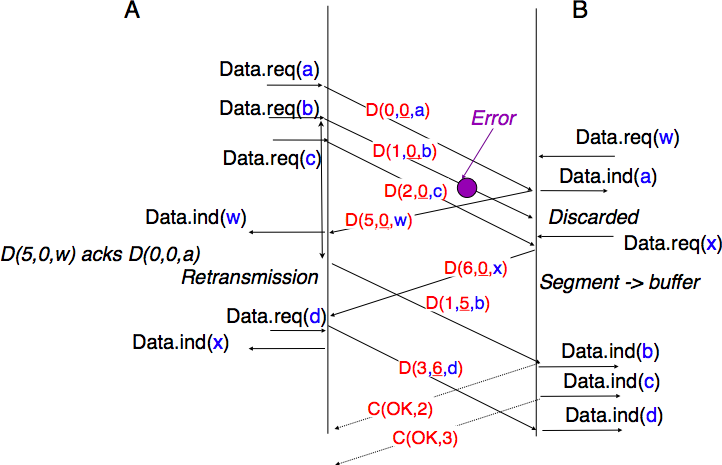 A
B
Data.req(a)
Data.req(b)
D(0,0,a)
Error
Data.req(w)
Data.req(c)
D(1,0,b)
Data.ind(a)
D(2,0,c)
Data.ind(w)
D(5,0,w)
Discarded
Data.req(x)
D(5,0,w) acks D(0,0,a)
Retransmission
D(6,0,x)
Segment -> buffer
D(1,5,b)
Data.req(d)
Data.ind(x)
Data.ind(b)
D(3,6,d)
Data.ind(c)
C(OK,2)
Data.ind(d)
C(OK,3)